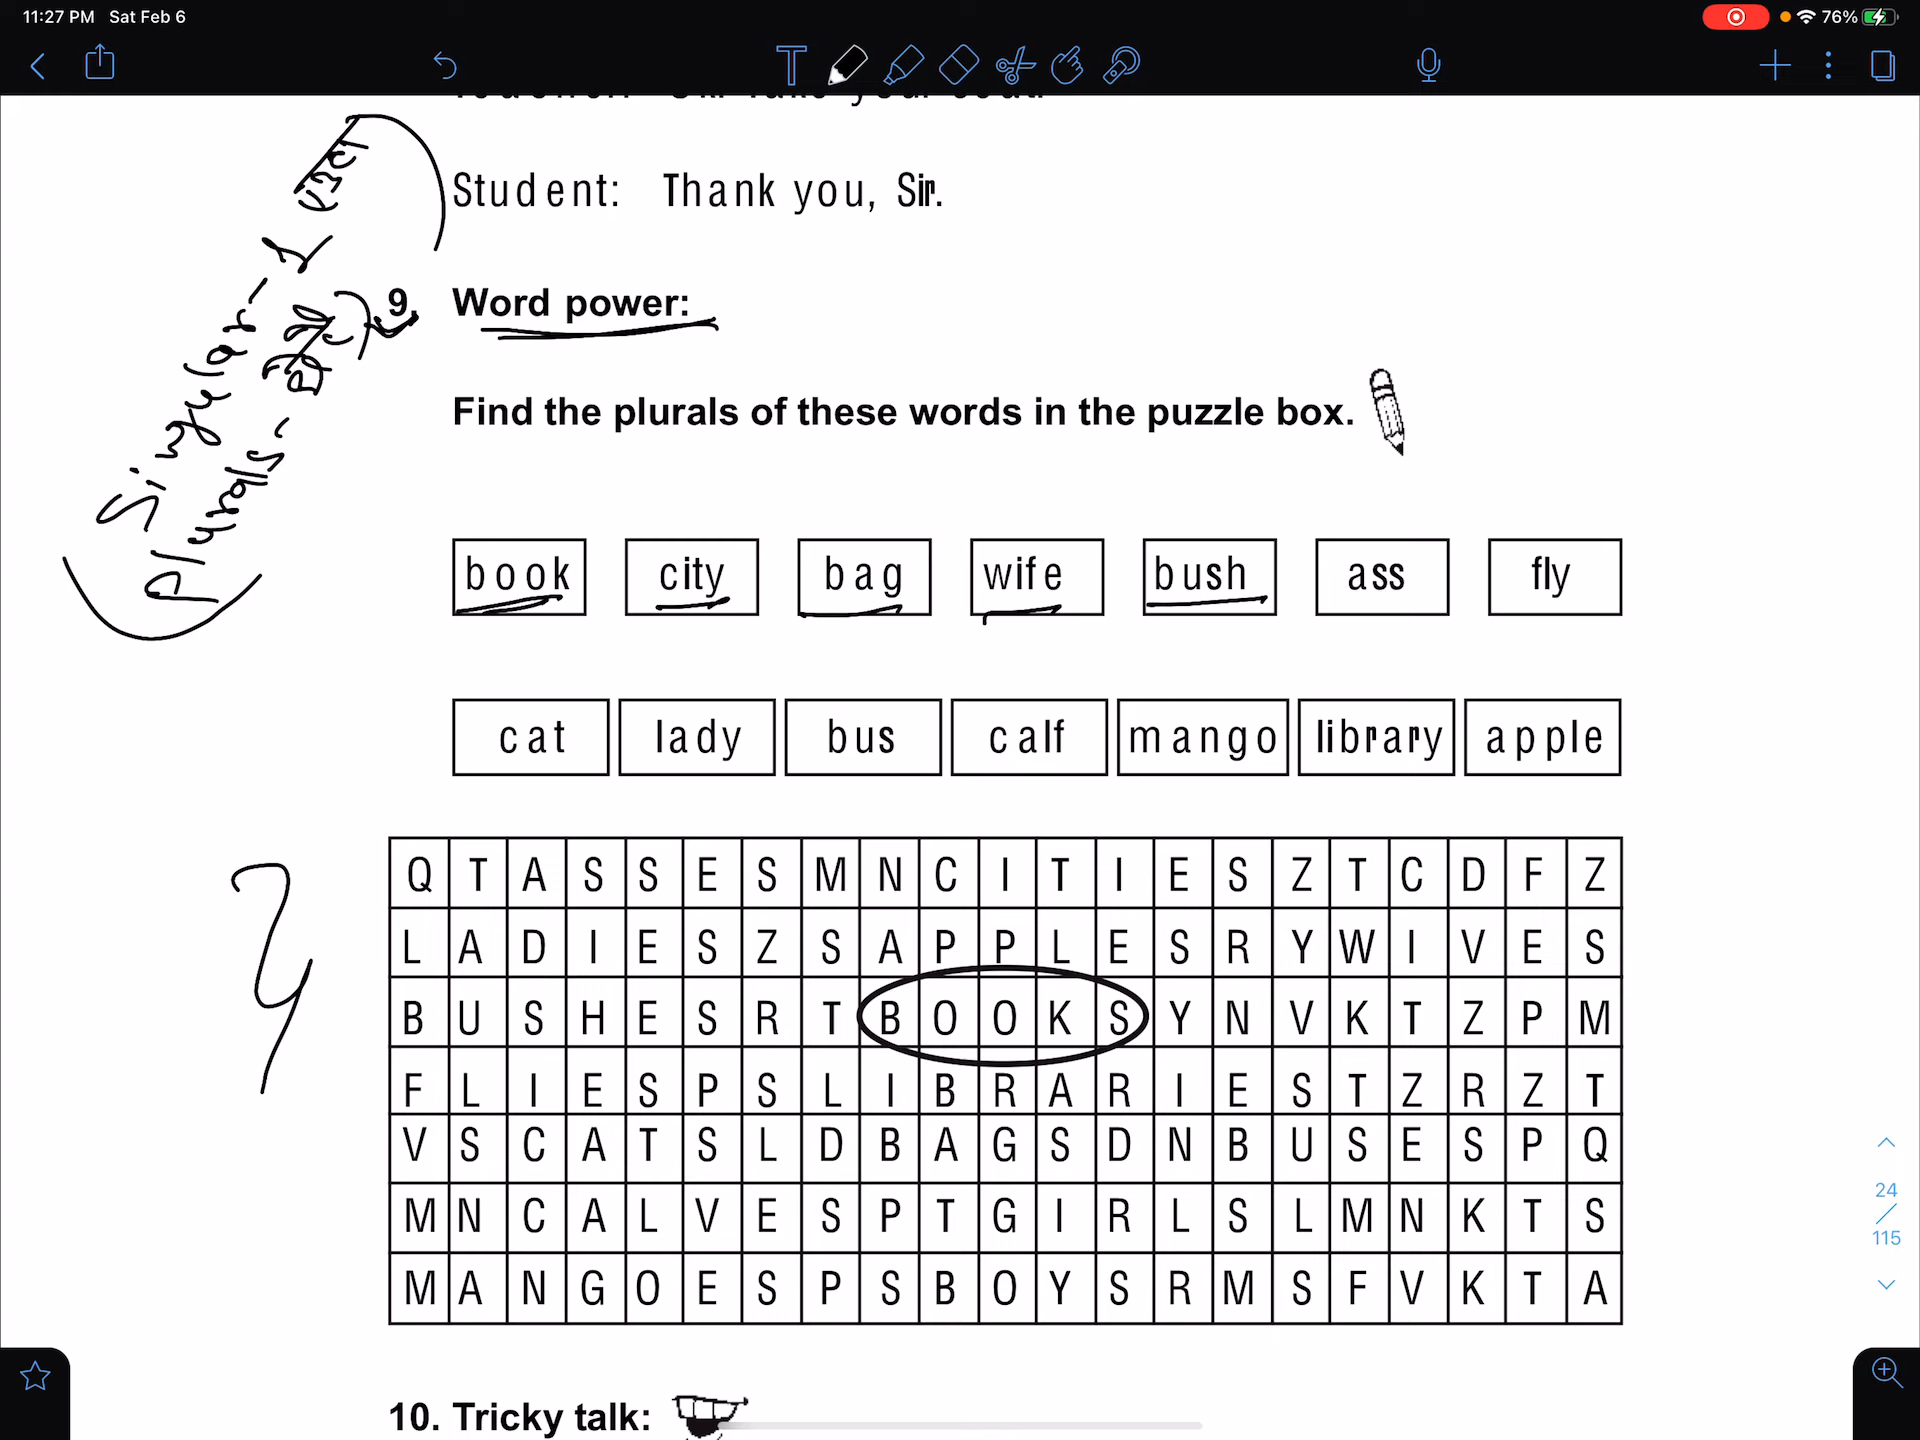 11:27 PM Sat Feb 6
76%
Student: Thank you, Sir.
9. Word power:
Find the plurals of these words in the puzzle box.
book city bag wife bush ass fly
cat lady bus calf mango library apple
Q T A S S E S M N C I T I E S Z T C D F Z
L A D I E S Z S A P P L E S R Y W I V E S
B U S H E S R T B O O K S Y N V K T Z P M
F L I E S P S L I B R A R I E S T Z R Z T
V S C A T S L D B A G S D N B U S E S P Q
M N C A L V E S P T G I R L S L M N K T S
M A N G O E S P S B O Y S R M S F V K T A
10. Tricky talk:
Singular - 1
24
115